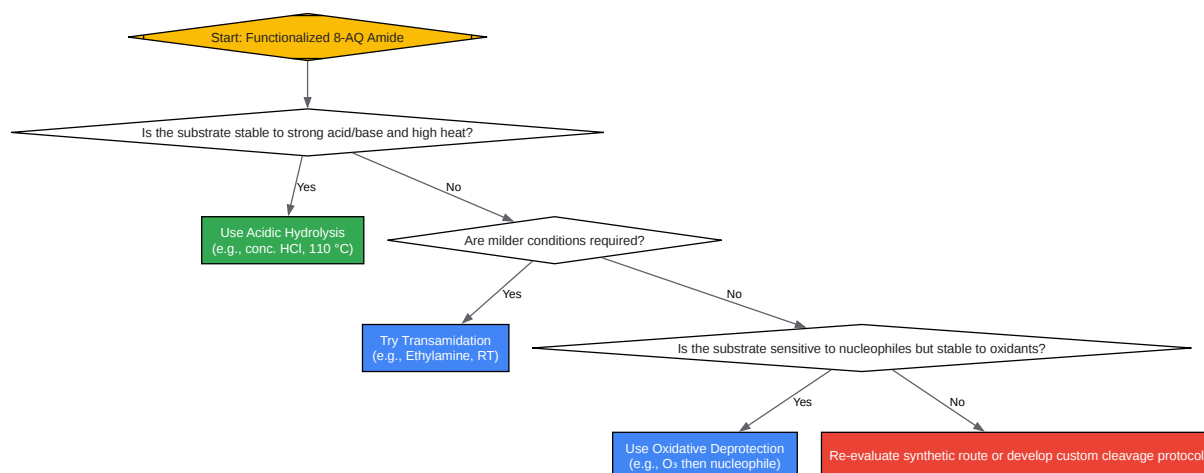 Start: Functionalized 8-AQ Amide
Is the substrate stable to strong acid/base and high heat?
Yes
No
Use Acidic Hydrolysis
(e.g., conc. HCl, 110 °C)
Are milder conditions required?
Yes
No
Try Transamidation
(e.g., Ethylamine, RT)
Is the substrate sensitive to nucleophiles but stable to oxidants?
Yes
No
Use Oxidative Deprotection
(e.g., O₃ then nucleophile)
Re-evaluate synthetic route or develop custom cleavage protocol